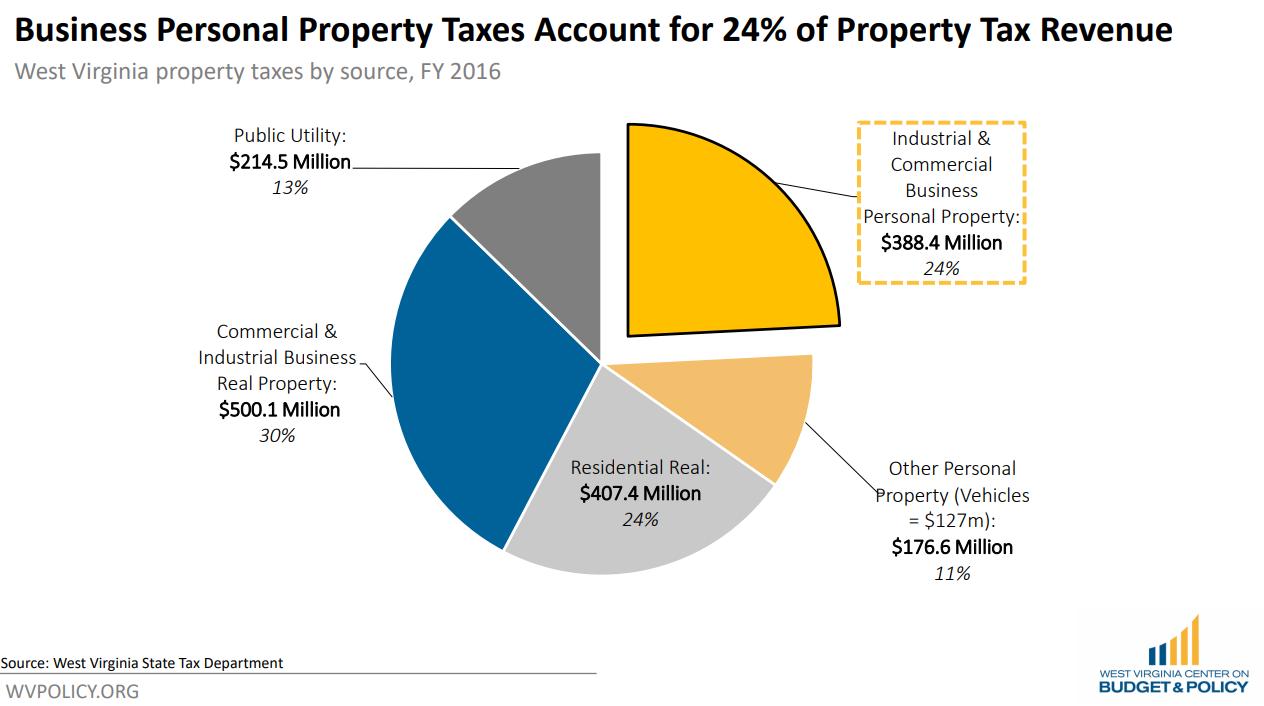 Business Personal Property Taxes Account for 24% of Property Tax Revenue
West Virginia property taxes by source, FY 2016
Public Utility:
$214.5 Million
13%
Industrial &
Commercial
Business
Personal Property:
$388.4 Million
24%
Commercial &
Industrial Business
Real Property:
$500.1 Million
30%
Residential Real:
$407.4 Million
24%
Other Personal
Property (Vehicles
= $127m):
$176.6 Million
11%
Source: West Virginia State Tax Department
WVPOLICY.ORG
WEST VIRGINIA CENTER ON
BUDGET & POLICY